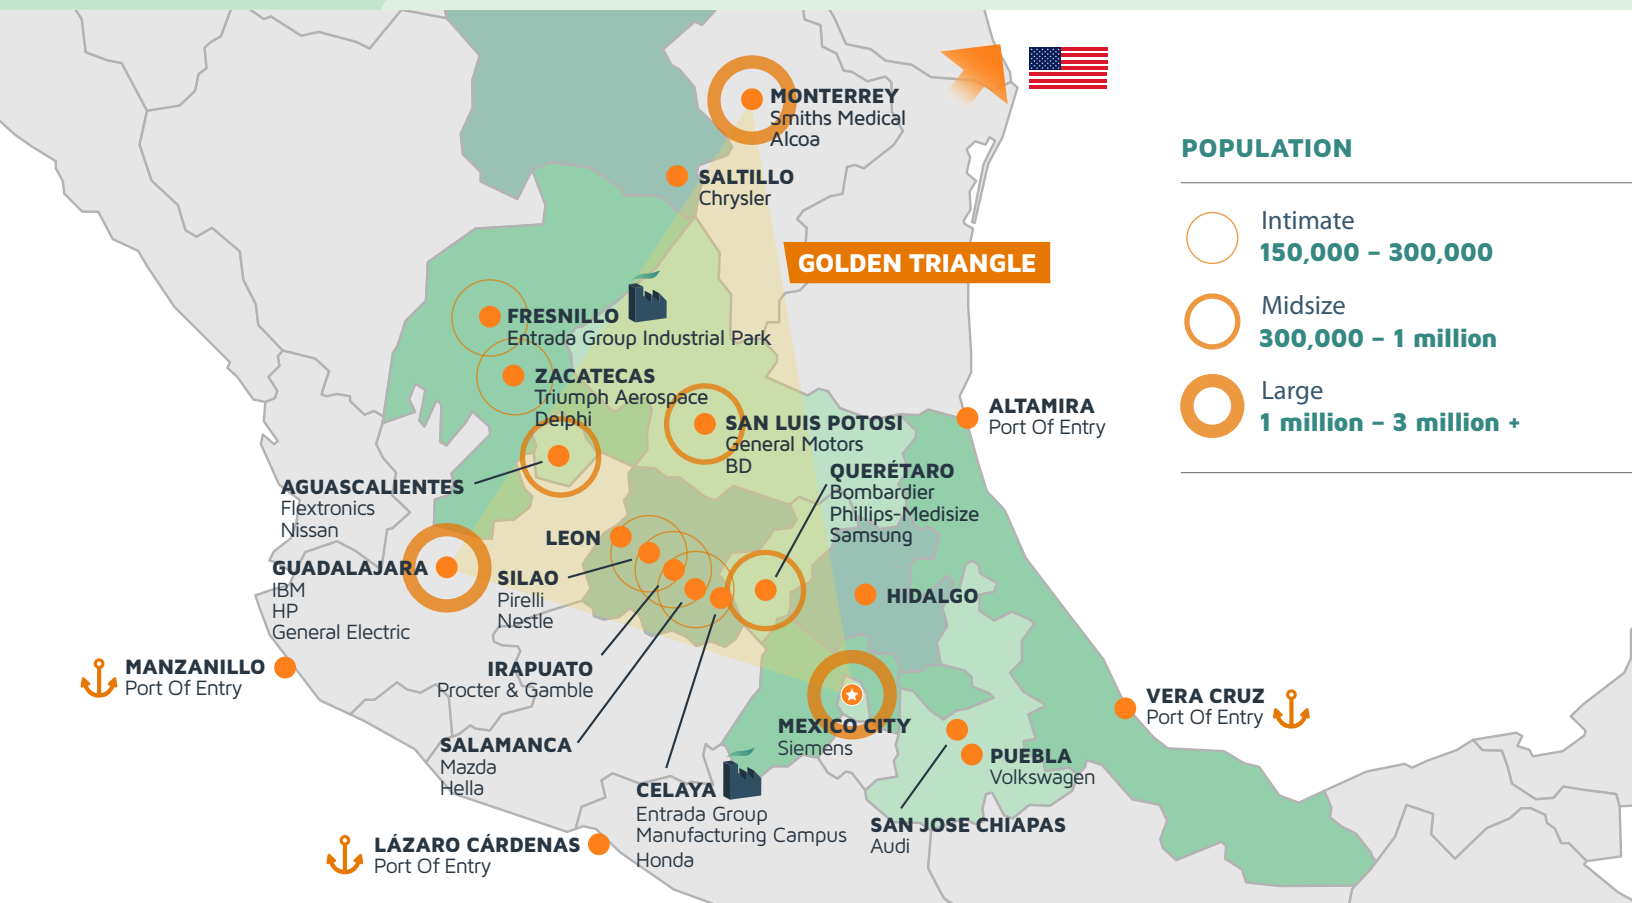 MONTERREY
Smiths Medical
Alcoa
SALTILLO
Chrysler
GOLDEN TRIANGLE
FRESNILLO
Entrada Group Industrial Park
ZACATECAS
Triumph Aerospace
Delphi
SAN LUIS POTOSI
General Motors
BD
ALTAMIRA
Port Of Entry
QUERÉTARO
Bombardier
Phillips-Medisize
Samsung
AGUASCALIENTES
Flextronics
Nissan
LEON
GUADALAJARA
IBM
HP
General Electric
SILAO
Pirelli
Nestle
HIDALGO
MANZANILLO
Port Of Entry
IRAPUATO
Procter & Gamble
SALAMANCA
Mazda
Hella
MEXICO CITY
Siemens
VERA CRUZ
Port Of Entry
PUEBLA
Volkswagen
CELAYA
Entrada Group
Manufacturing Campus
Honda
SAN JOSE CHIAPAS
Audi
LÁZARO CÁRDENAS
Port Of Entry
POPULATION
Intimate
150,000 – 300,000
Midsize
300,000 – 1 million
Large
1 million – 3 million +